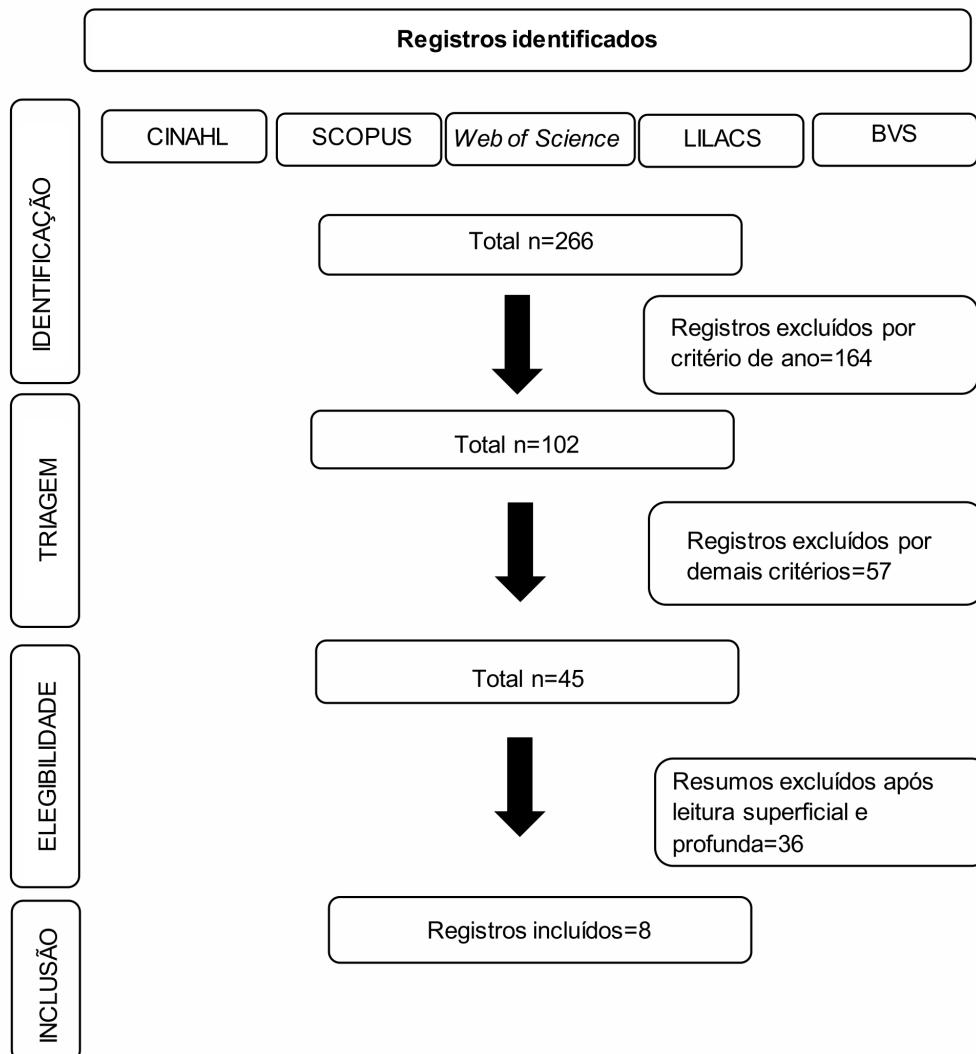 Registros identificados
IDENTIFICAÇÃO
CINAHL
SCOPUS
Web of Science
LILACS
BVS
Total n=266
Registros excluídos por
critério de ano=164
TRIAGEM
Total n=102
Registros excluídos por
demais critérios=57
ELEGIBILIDADE
Total n=45
Resumos excluídos após
leitura superficial e
profunda=36
INCLUSÃO
Registros incluídos=8